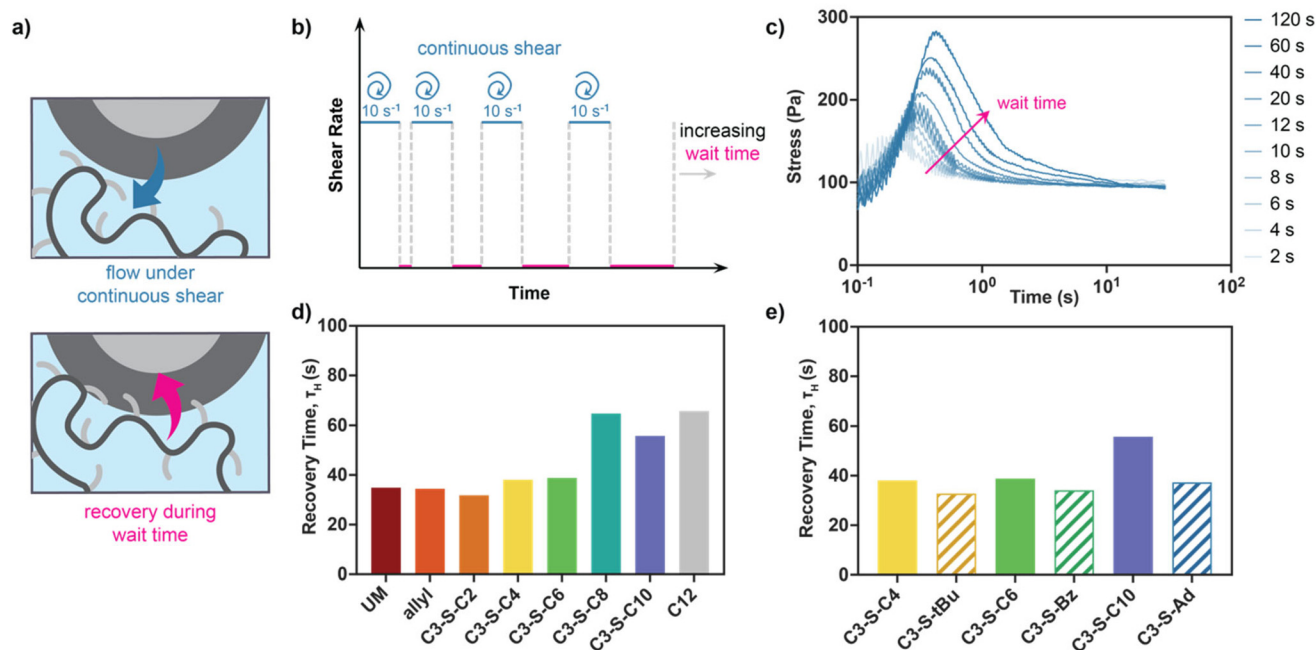 a)
flow under
continuous shear
recovery during
wait time
b)
continuous shear
10 s⁻¹ 10 s⁻¹ 10 s⁻¹ 10 s⁻¹
increasing
wait time
Shear Rate
Time
c)
300
200
100
0
Stress (Pa)
wait time
10⁻¹ 10⁰ 10¹ 10²
Time (s)
120 s
60 s
40 s
20 s
12 s
10 s
8 s
6 s
4 s
2 s
d)
100
80
60
40
20
0
Recovery Time, τH (s)
UM
allyl
C3-S-C2
C3-S-C4
C3-S-C6
C3-S-C8
C3-S-C10
C12
e)
100
80
60
40
20
0
Recovery Time, τH (s)
C3-S-C4
C3-S-tBu
C3-S-C6
C3-S-Bz
C3-S-C10
C3-S-Ad